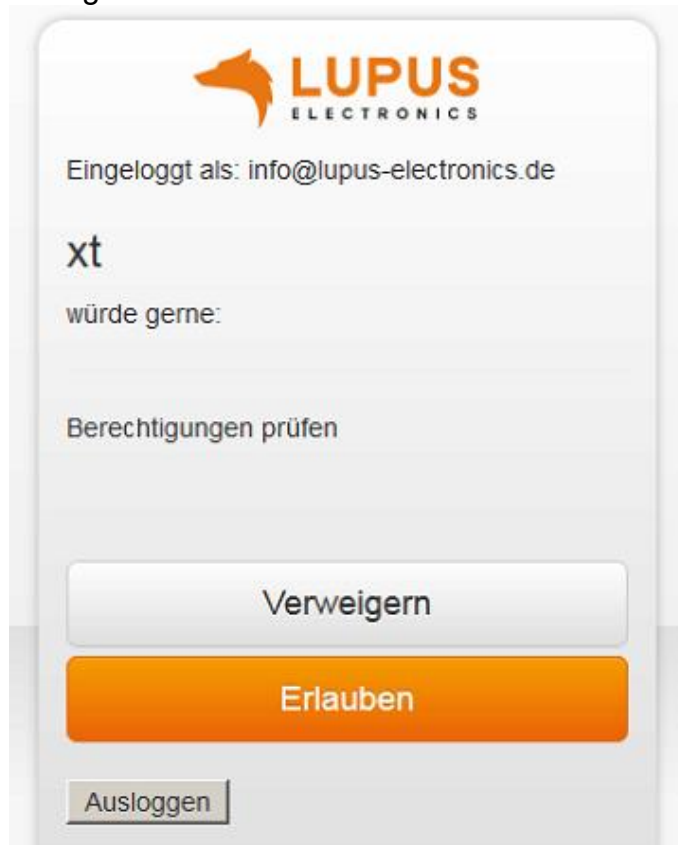 LUPUS
ELECTRONICS
Eingeloggt als: info@lupus-electronics.de
xt
würde gerne:
Berechtigungen prüfen
Verweigern
Erlauben
Ausloggen